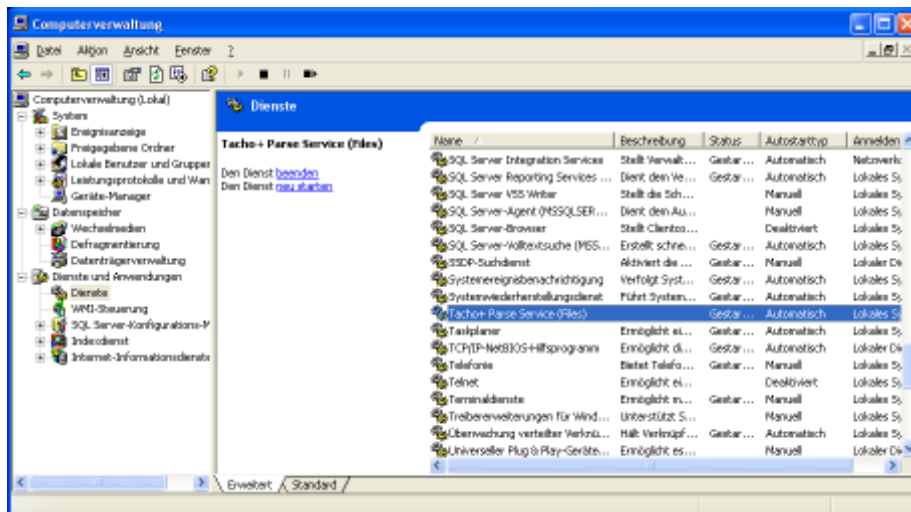 Computerverwaltung
Datei Aktion Ansicht Fenster ?
Computerverwaltung (Lokal)
System
Ereignisanzeige
Freigegebene Ordner
Lokale Benutzer und Gruppen
Leistungsprotokolle und Warn
Geräte-Manager
Datenspeicher
Wechselmedien
Defragmentierung
Datenträgerverwaltung
Dienste und Anwendungen
Dienste
WMI-Steuerung
SQL Server-Konfigurations-M
Indexdienst
Internet-Informationsdienste
Dienste
Tacho+ Parse Service (Files)
Den Dienst beenden
Den Dienst neu starten
Name Beschreibung Status Autostarttyp Anmelden
SQL Server Integration Services Stellt Verwalt... Gestar... Automatisch Netzwerk
SQL Server Reporting Services ... Dient dem Ve... Gestar... Automatisch Lokales Sy
SQL Server VSS Writer Stellt die Sch... Manuell Lokales Sy
SQL Server-Agent (MSSQLSER... Dient dem Au... Manuell Lokales Sy
SQL Server-Browser Stellt Clientco... Deaktiviert Lokales Sy
SQL Server-Volltextsuche (MSS... Erstellt schne... Gestar... Automatisch Lokales Sy
SSDP-Suchdienst Aktiviert die ... Gestar... Manuell Lokaler Die
Systemereignisbenachrichtigung Verfolgt Syst... Gestar... Automatisch Lokales Sy
Systemwiederherstellungsdienst Führt System... Gestar... Automatisch Lokales Sy
Tacho+ Parse Service (Files) Gestar... Automatisch Lokales Sy
Taskplaner Ermöglicht ei... Gestar... Automatisch Lokales Sy
TCP/IP-NetBIOS-Hilfsprogramm Ermöglicht di... Gestar... Automatisch Lokaler Die
Telefonie Bietet Telefo... Gestar... Manuell Lokales Sy
Telnet Ermöglicht ei... Deaktiviert Lokales Sy
Terminaldienste Ermöglicht m... Gestar... Manuell Lokales Sy
Treibererweiterungen für Wind... Unterstützt S... Manuell Lokales Sy
Überwachung verteilter Verknü... Hält Verknüpf... Gestar... Automatisch Lokales Sy
Universeller Plug & Play-Geräte... Ermöglicht es... Manuell Lokaler Die
Erweitert Standard